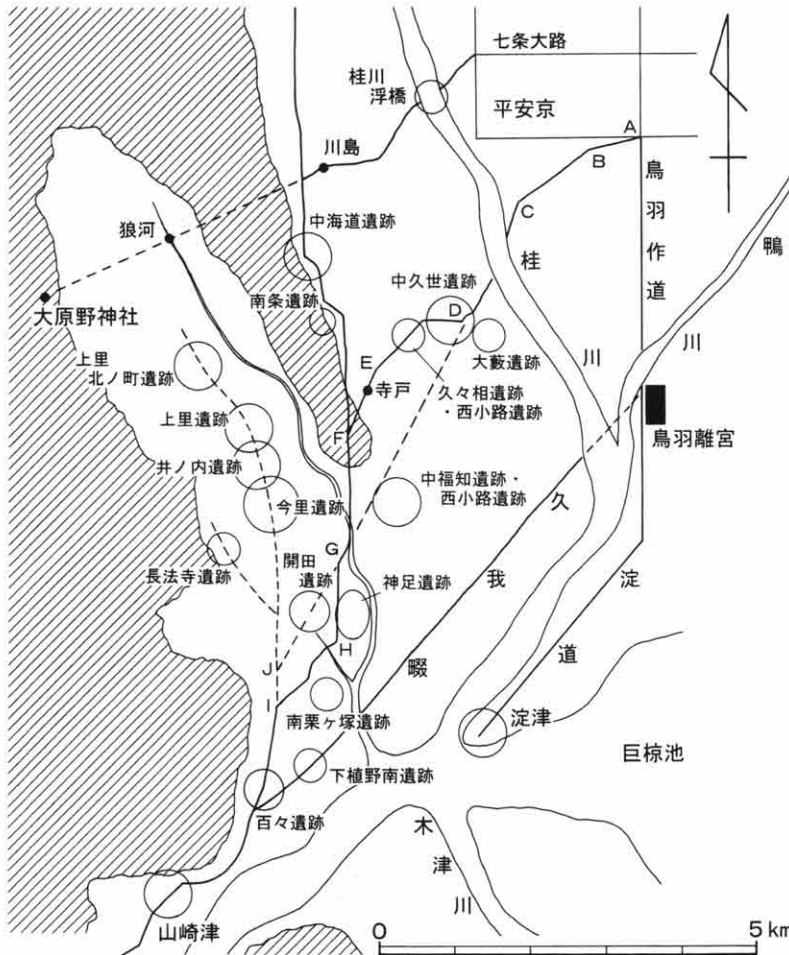 七条大路
桂川
浮橋
平安京
A
B
C
鳥羽作道
鴨川
川島
狼河
中海道遺跡
大原野神社
南条遺跡
中久世遺跡
D
桂川
大藪遺跡
上里
北ノ町遺跡
E
寺戸
久々相遺跡
・西小路遺跡
上里遺跡
F
鳥羽離宮
井ノ内遺跡
今里遺跡
中福知遺跡・
西小路遺跡
久我畷
G
開田
遺跡
長法寺遺跡
神足遺跡
淀道
H
J
I
南栗ヶ塚遺跡
淀津
下植野南遺跡
巨椋池
百々遺跡
木津川
山崎津
0
5km